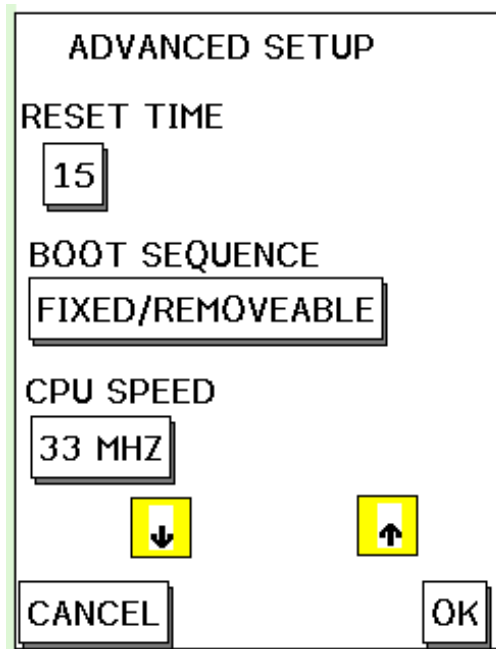 ADVANCED SETUP
RESET TIME
15
BOOT SEQUENCE
FIXED/REMOVEABLE
CPU SPEED
33 MHZ
CANCEL OK